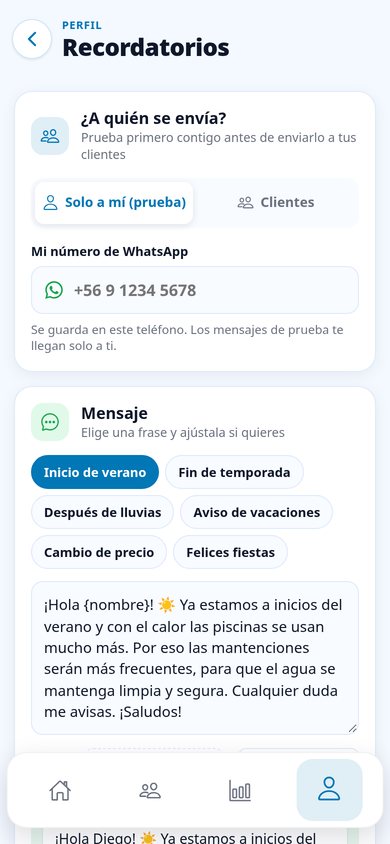 PERFIL
Recordatorios
¿A quién se envía?
Prueba primero contigo antes de enviarlo a tus
clientes
Solo a mí (prueba)
Clientes
Mi número de WhatsApp
+56 9 1234 5678
Se guarda en este teléfono. Los mensajes de prueba te
llegan solo a ti.
Mensaje
Elige una frase y ajústala si quieres
Inicio de verano
Fin de temporada
Después de lluvias
Aviso de vacaciones
Cambio de precio
Felices fiestas
¡Hola {nombre}! ☀️ Ya estamos a inicios del
verano y con el calor las piscinas se usan
mucho más. Por eso las mantenciones
serán más frecuentes, para que el agua se
mantenga limpia y segura. Cualquier duda
me avisas. ¡Saludos!
¡Hola Diego! ☀️ Ya estamos a inicios del